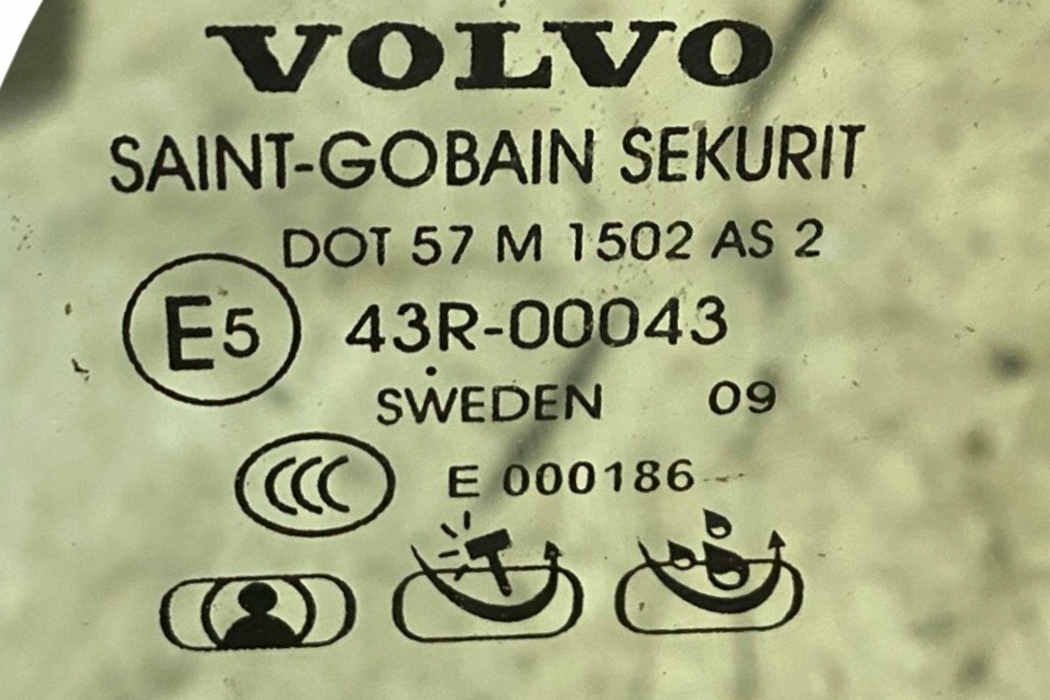 VOLVO
SAINT-GOBAIN SEKURIT
DOT 57 M 1502 AS 2
E5 43R-00043
SWEDEN 09
CCC E 000186